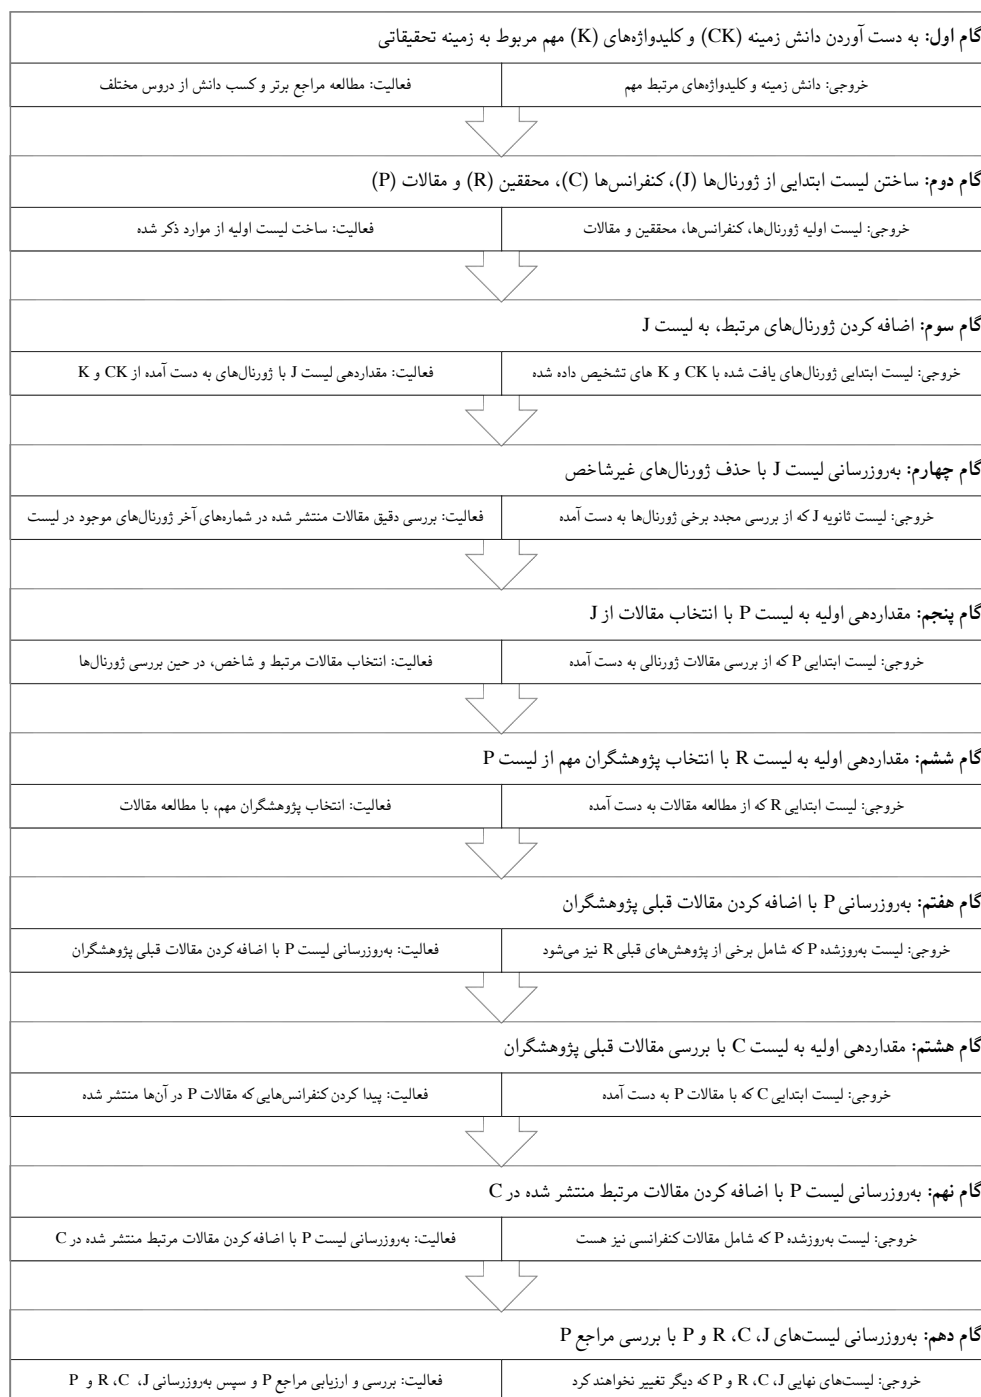 گام اول: به دست آوردن دانش زمینه (CK) و کلیدواژه‌های (K) مهم مربوط به زمینه تحقیقاتی
خروجی: دانش زمینه و کلیدواژه‌های مرتبط مهم
فعالیت: مطالعه مراجع برتر و کسب دانش از دروس مختلف
گام دوم: ساختن لیست ابتدایی از ژورنال‌ها (J)، کنفرانس‌ها (C)، محققین (R) و مقالات (P)
خروجی: لیست اولیه ژورنال‌ها، کنفرانس‌ها، محققین و مقالات
فعالیت: ساخت لیست اولیه از موارد ذکر شده
گام سوم: اضافه کردن ژورنال‌های مرتبط، به لیست J
خروجی: لیست ابتدایی ژورنال‌های یافت شده با CK و K های تشخیص داده شده
فعالیت: مقداردهی لیست J با ژورنال‌های به دست آمده از CK و K
گام چهارم: به‌روزرسانی لیست J با حذف ژورنال‌های غیرشاخص
خروجی: لیست ثانویه J که از بررسی مجدد برخی ژورنال‌ها به دست آمده
فعالیت: بررسی دقیق مقالات منتشر شده در شماره‌های آخر ژورنال‌های موجود در لیست
گام پنجم: مقداردهی اولیه به لیست P با انتخاب مقالات از J
خروجی: لیست ابتدایی P که از بررسی مقالات ژورنالی به دست آمده
فعالیت: انتخاب مقالات مرتبط و شاخص، در حین بررسی ژورنال‌ها
گام ششم: مقداردهی اولیه به لیست R با انتخاب پژوهشگران مهم از لیست P
خروجی: لیست ابتدایی R که از مطالعه مقالات به دست آمده
فعالیت: انتخاب پژوهشگران مهم، با مطالعه مقالات
گام هفتم: به‌روزرسانی P با اضافه کردن مقالات قبلی پژوهشگران
خروجی: لیست به‌روزشده P که شامل برخی از پژوهش‌های قبلی R نیز می‌شود
فعالیت: به‌روزرسانی لیست P با اضافه کردن مقالات قبلی پژوهشگران
گام هشتم: مقداردهی اولیه به لیست C با بررسی مقالات قبلی پژوهشگران
خروجی: لیست ابتدایی C که با مقالات P به دست آمده
فعالیت: پیدا کردن کنفرانس‌هایی که مقالات P در آن‌ها منتشر شده
گام نهم: به‌روزرسانی لیست P با اضافه کردن مقالات مرتبط منتشر شده در C
خروجی: لیست به‌روزشده P که شامل مقالات کنفرانسی نیز هست
فعالیت: به‌روزرسانی لیست P با اضافه کردن مقالات مرتبط منتشر شده در C
گام دهم: به‌روزرسانی لیست‌های J، C، R و P با بررسی مراجع P
خروجی: لیست‌های نهایی J، C، R و P که دیگر تغییر نخواهند کرد
فعالیت: بررسی و ارزیابی مراجع P و سپس به‌روزرسانی J، C، R و P